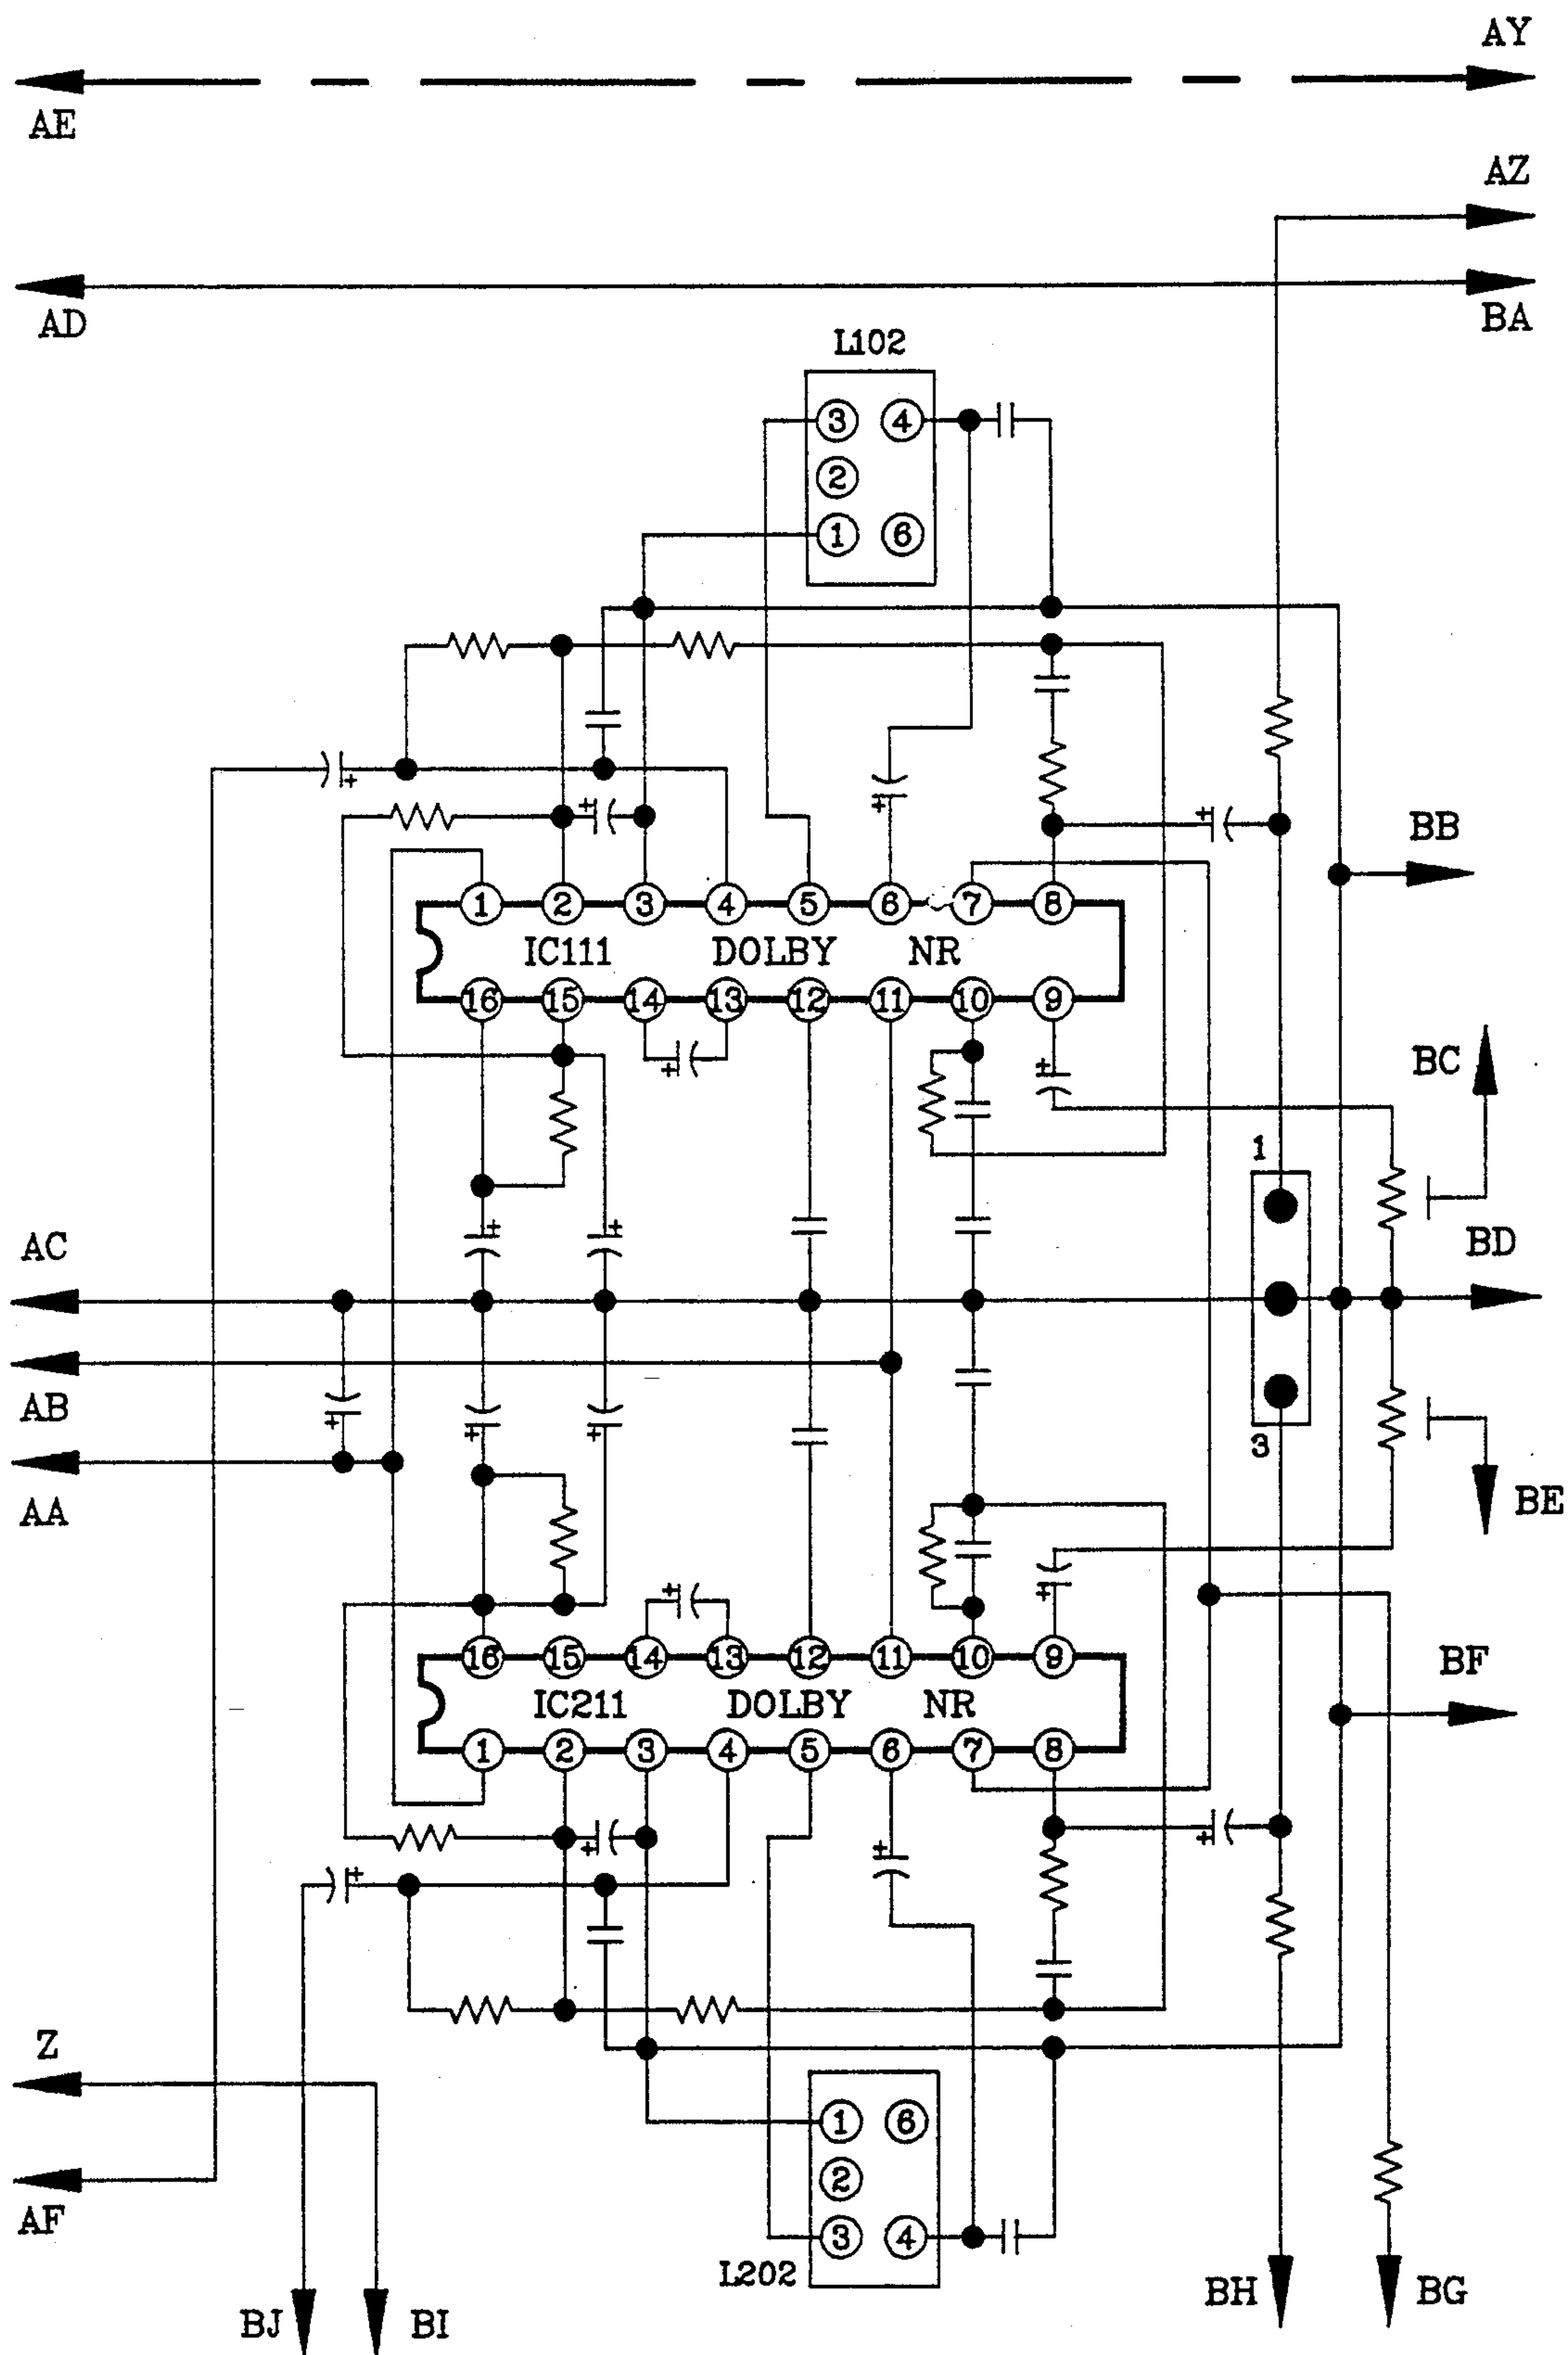 AY
AE
AZ
AD
BA
L102
3 4
2
1 6
BB
1 2 3 4 5 6 7 8
IC111 DOLBY NR
16 15 14 13 12 11 10 9
BC
1
AC
BD
AB
3
AA
BE
16 15 14 13 12 11 10 9
BF
IC211 DOLBY NR
1 2 3 4 5 6 7 8
Z
1 6
2
AF
3 4
L202
BH
BG
BJ
BI